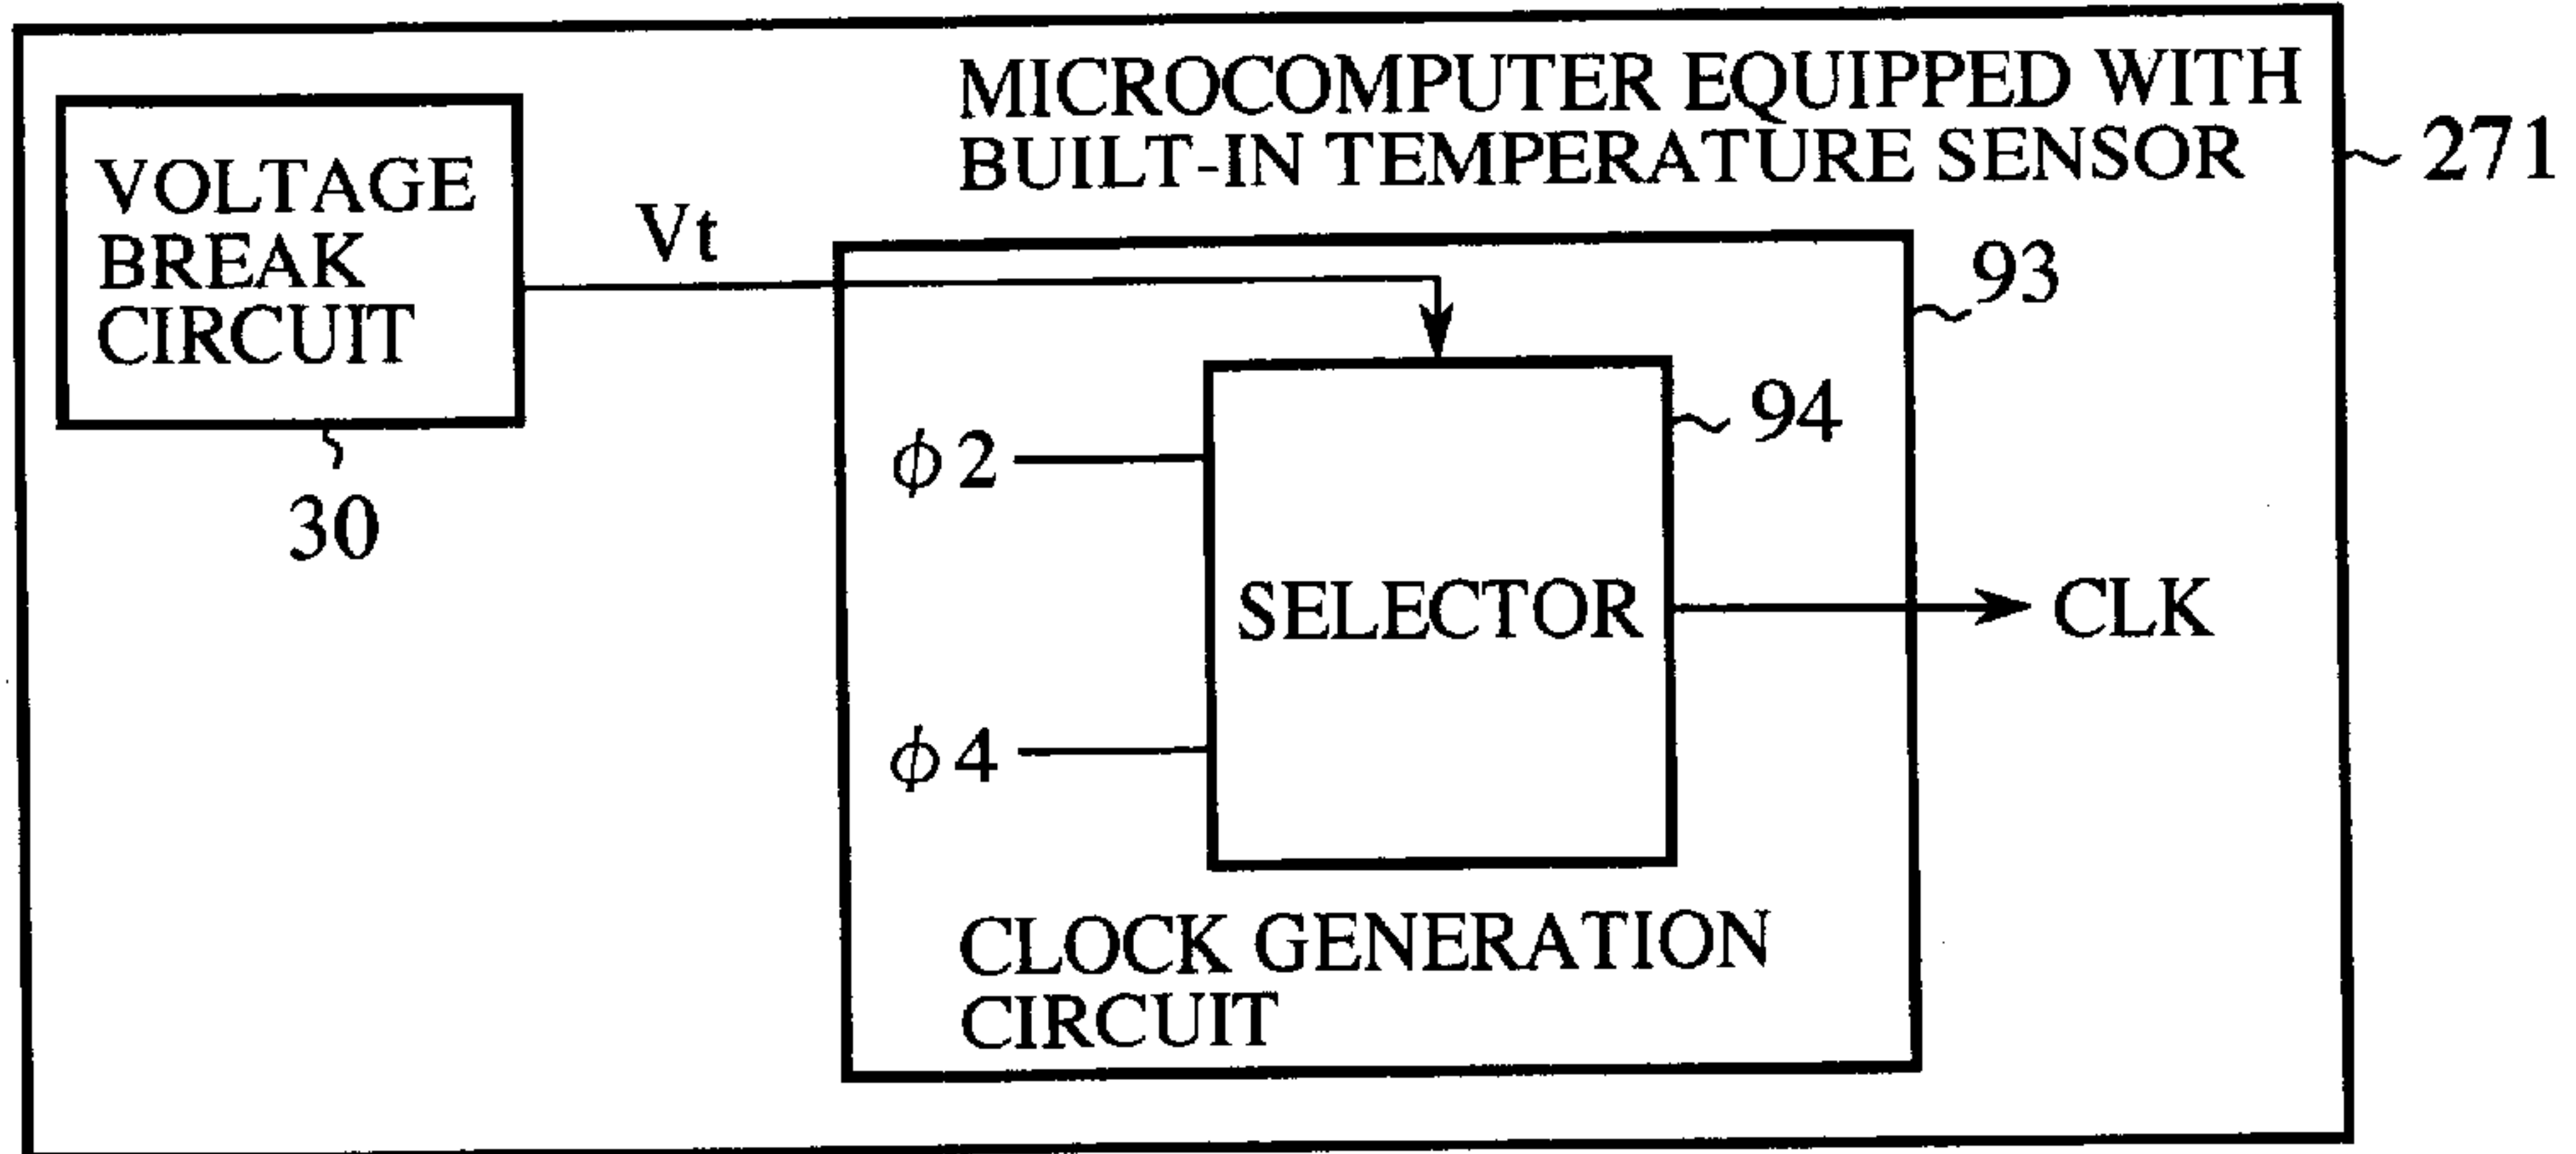 MICROCOMPUTER EQUIPPED WITH
BUILT-IN TEMPERATURE SENSOR
271
VOLTAGE
BREAK
CIRCUIT
30
Vt
93
94
ϕ2
ϕ4
SELECTOR
CLK
CLOCK GENERATION
CIRCUIT